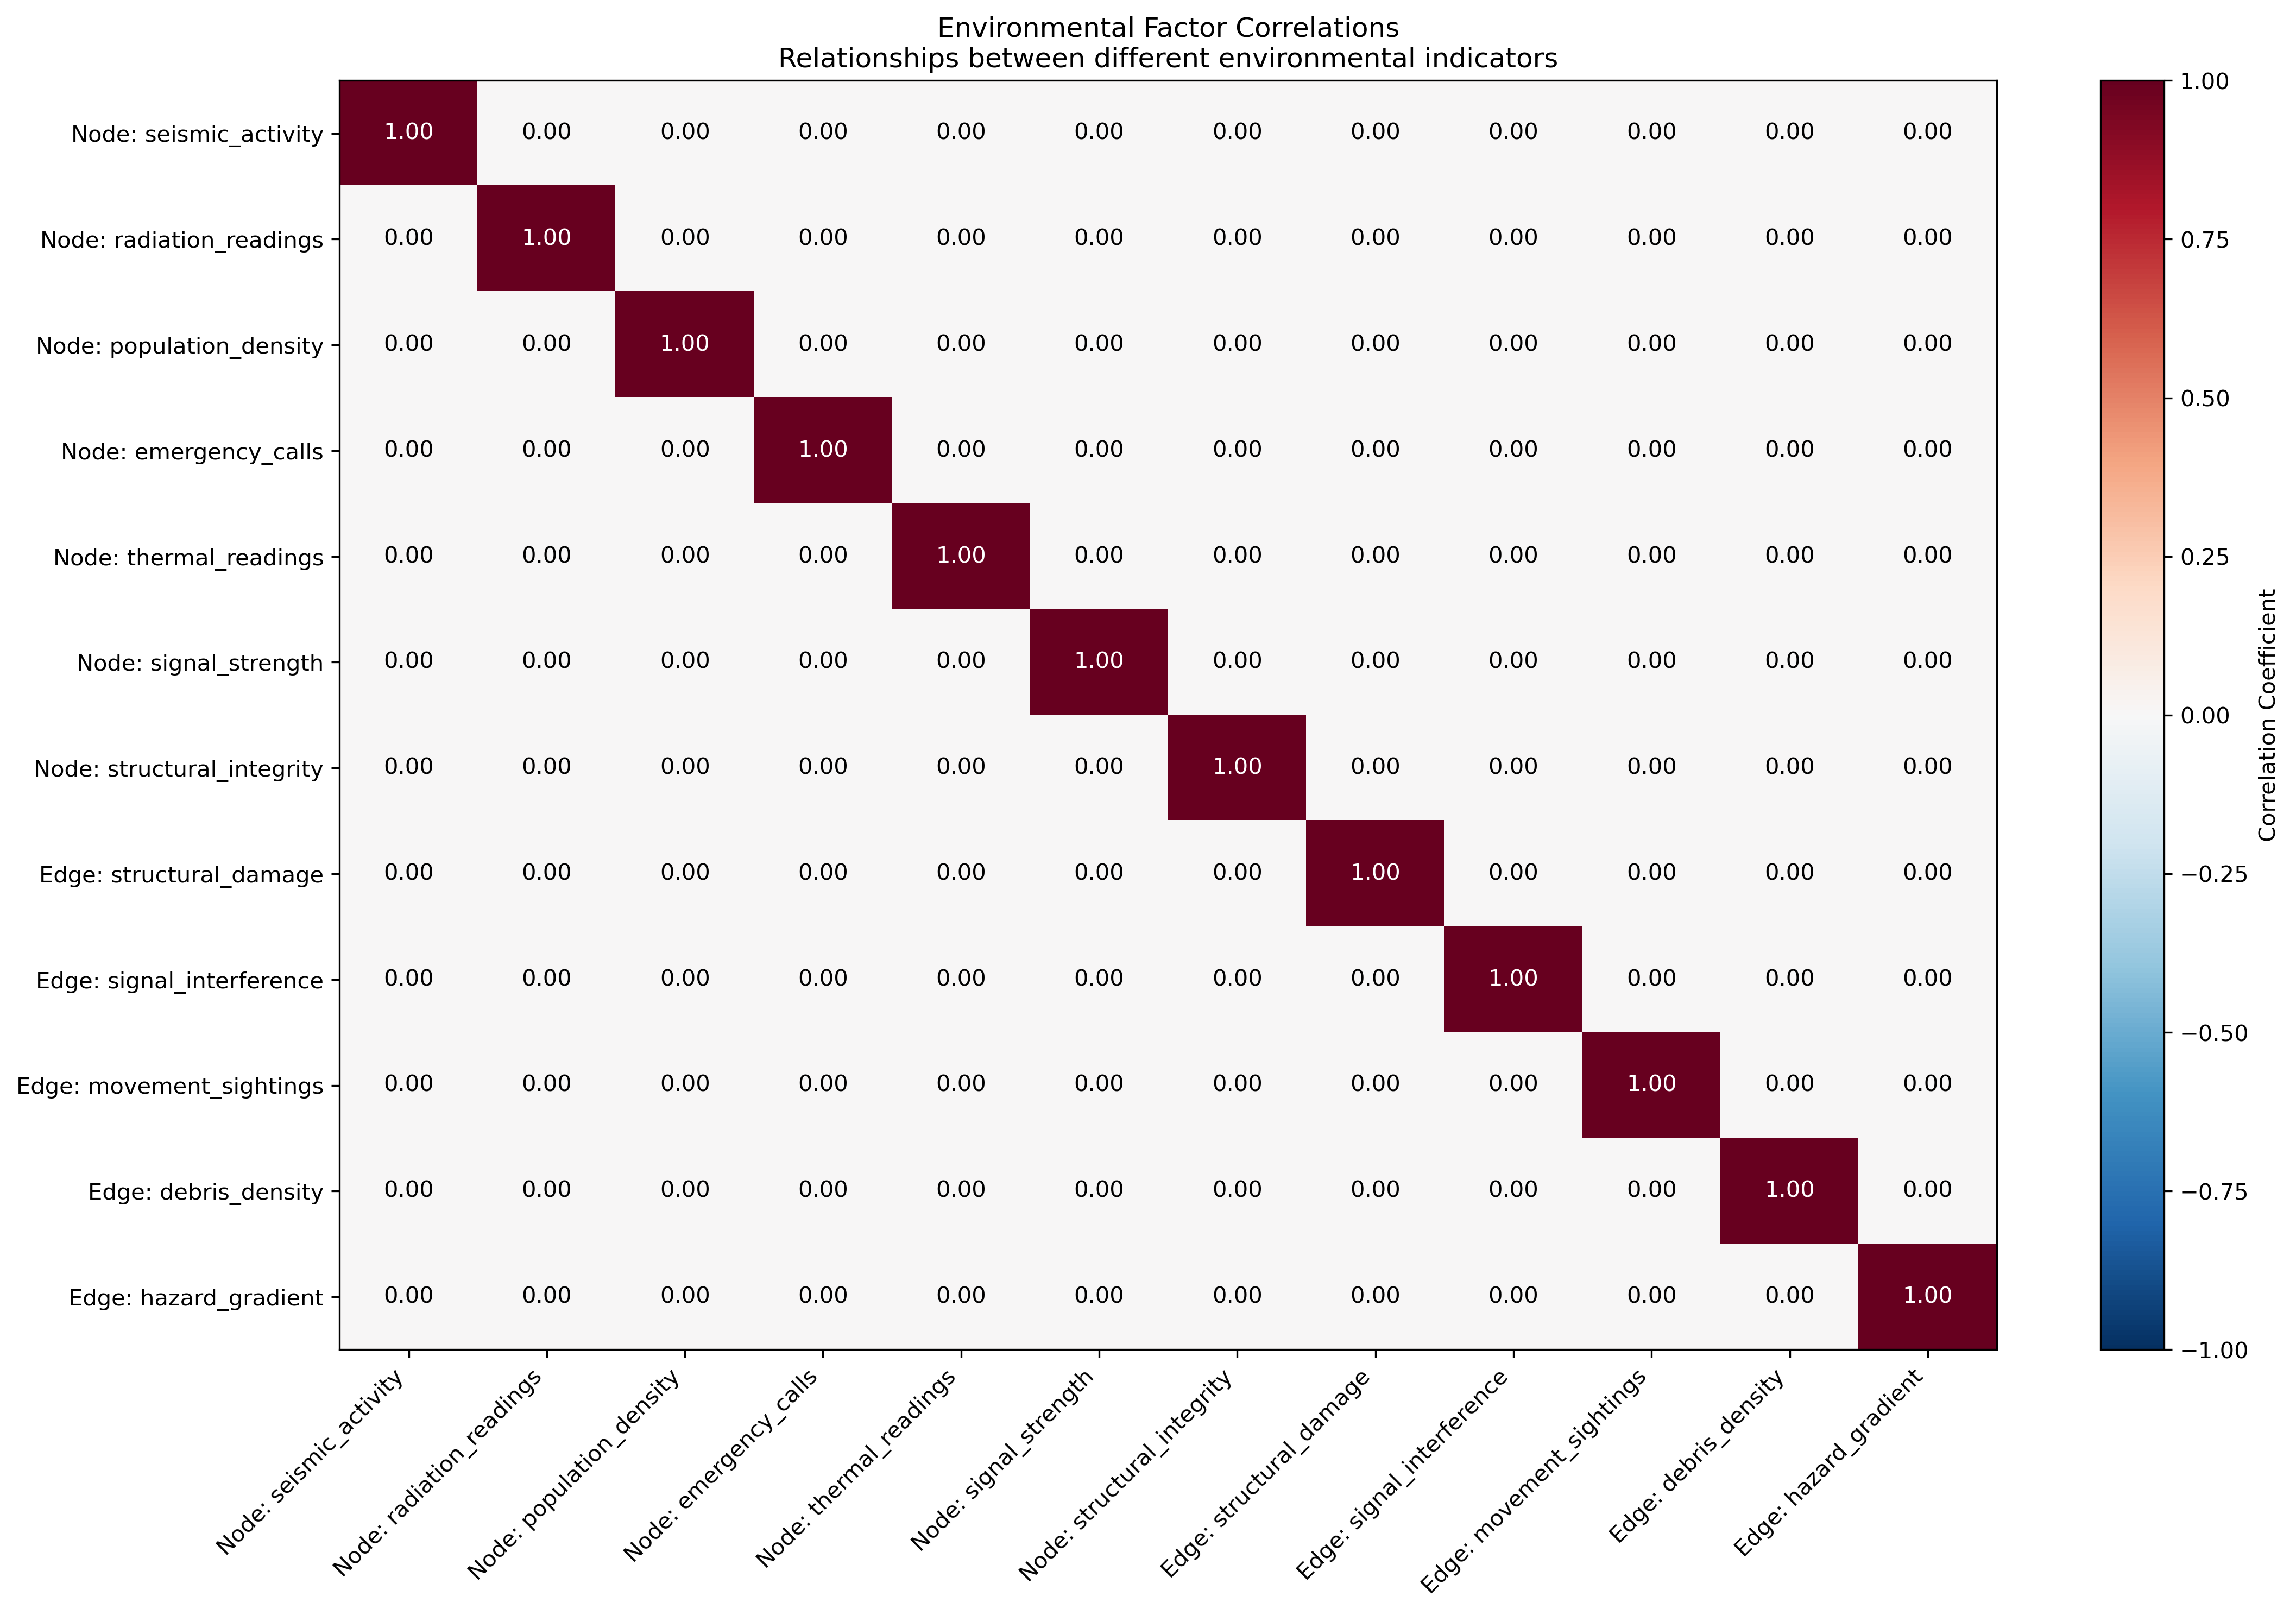 Environmental Factor Correlations
Relationships between different environmental indicators
Node: seismic_activity 1.00 0.00 0.00 0.00 0.00 0.00 0.00 0.00 0.00 0.00 0.00 0.00
Node: radiation_readings 0.00 1.00 0.00 0.00 0.00 0.00 0.00 0.00 0.00 0.00 0.00 0.00
Node: population_density 0.00 0.00 1.00 0.00 0.00 0.00 0.00 0.00 0.00 0.00 0.00 0.00
Node: emergency_calls 0.00 0.00 0.00 1.00 0.00 0.00 0.00 0.00 0.00 0.00 0.00 0.00
Node: thermal_readings 0.00 0.00 0.00 0.00 1.00 0.00 0.00 0.00 0.00 0.00 0.00 0.00
Node: signal_strength 0.00 0.00 0.00 0.00 0.00 1.00 0.00 0.00 0.00 0.00 0.00 0.00
Node: structural_integrity 0.00 0.00 0.00 0.00 0.00 0.00 1.00 0.00 0.00 0.00 0.00 0.00
Edge: structural_damage 0.00 0.00 0.00 0.00 0.00 0.00 0.00 1.00 0.00 0.00 0.00 0.00
Edge: signal_interference 0.00 0.00 0.00 0.00 0.00 0.00 0.00 0.00 1.00 0.00 0.00 0.00
Edge: movement_sightings 0.00 0.00 0.00 0.00 0.00 0.00 0.00 0.00 0.00 1.00 0.00 0.00
Edge: debris_density 0.00 0.00 0.00 0.00 0.00 0.00 0.00 0.00 0.00 0.00 1.00 0.00
Edge: hazard_gradient 0.00 0.00 0.00 0.00 0.00 0.00 0.00 0.00 0.00 0.00 0.00 1.00
Node: seismic_activity
Node: radiation_readings
Node: population_density
Node: emergency_calls
Node: thermal_readings
Node: signal_strength
Node: structural_integrity
Edge: structural_damage
Edge: signal_interference
Edge: movement_sightings
Edge: debris_density
Edge: hazard_gradient
1.00
0.75
0.50
0.25
0.00
−0.25
−0.50
−0.75
−1.00
Correlation Coefficient